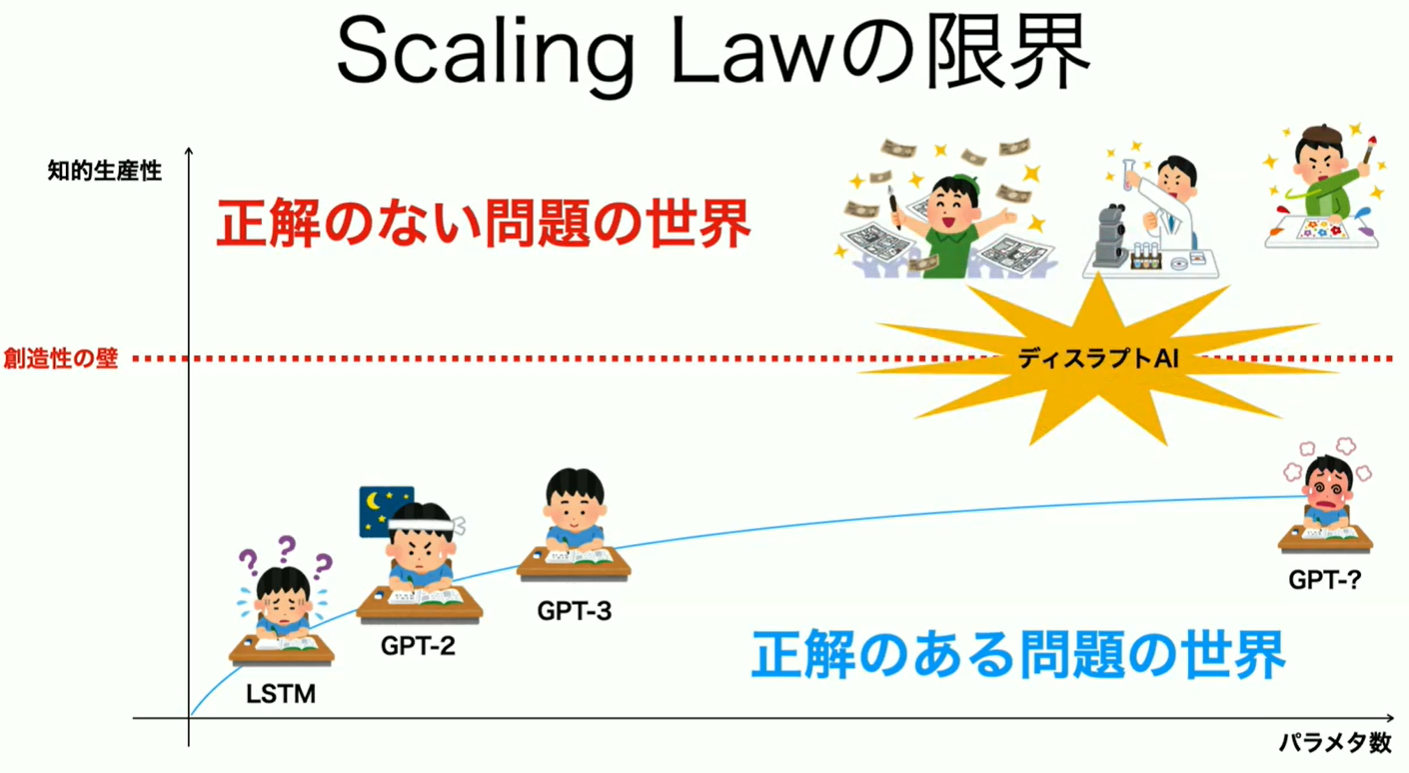 Scaling Lawの限界
知的生産性
正解のない問題の世界
創造性の壁
ディスラプトAI
GPT-?
GPT-3
GPT-2
正解のある問題の世界
LSTM
パラメタ数